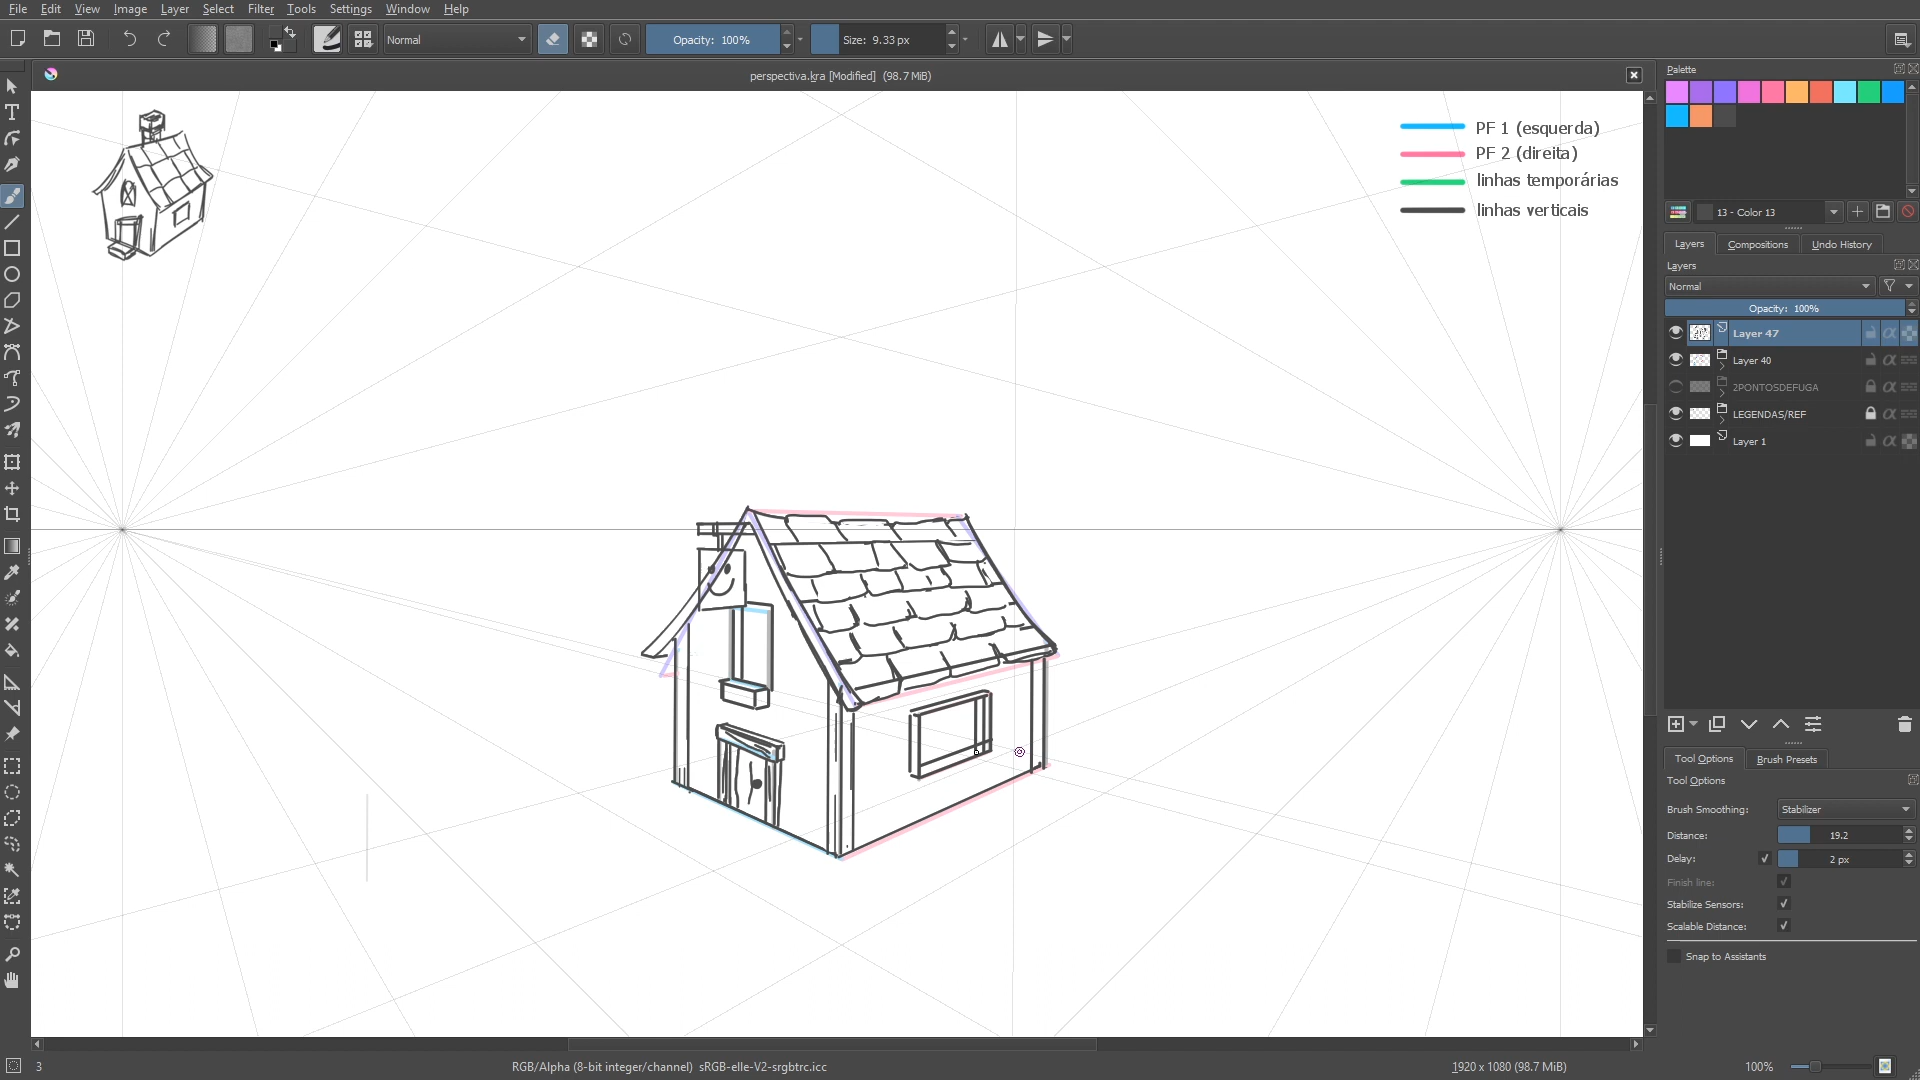 File Edit View Image Layer Select Filter Tools Settings Window Help
Normal
Opacity: 100%
Size: 9.33 px
perspectiva.kra [Modified] (98.7 MiB)
PF 1 (esquerda)
PF 2 (direita)
linhas temporárias
linhas verticais
Palette
13 - Color 13
Layers Compositions Undo History
Layers
Normal
Opacity: 100%
Layer 47
Layer 40
2PONTOSDEFUGA
LEGENDAS/REF
Layer 1
Tool Options Brush Presets
Tool Options
Brush Smoothing: Stabilizer
Distance: 19.2
Delay: 2 px
Finish line:
Stabilize Sensors:
Scalable Distance:
Snap to Assistants
3
RGB/Alpha (8-bit integer/channel) sRGB-elle-V2-srgbtrc.icc
1920 x 1080 (98.7 MiB)
100%